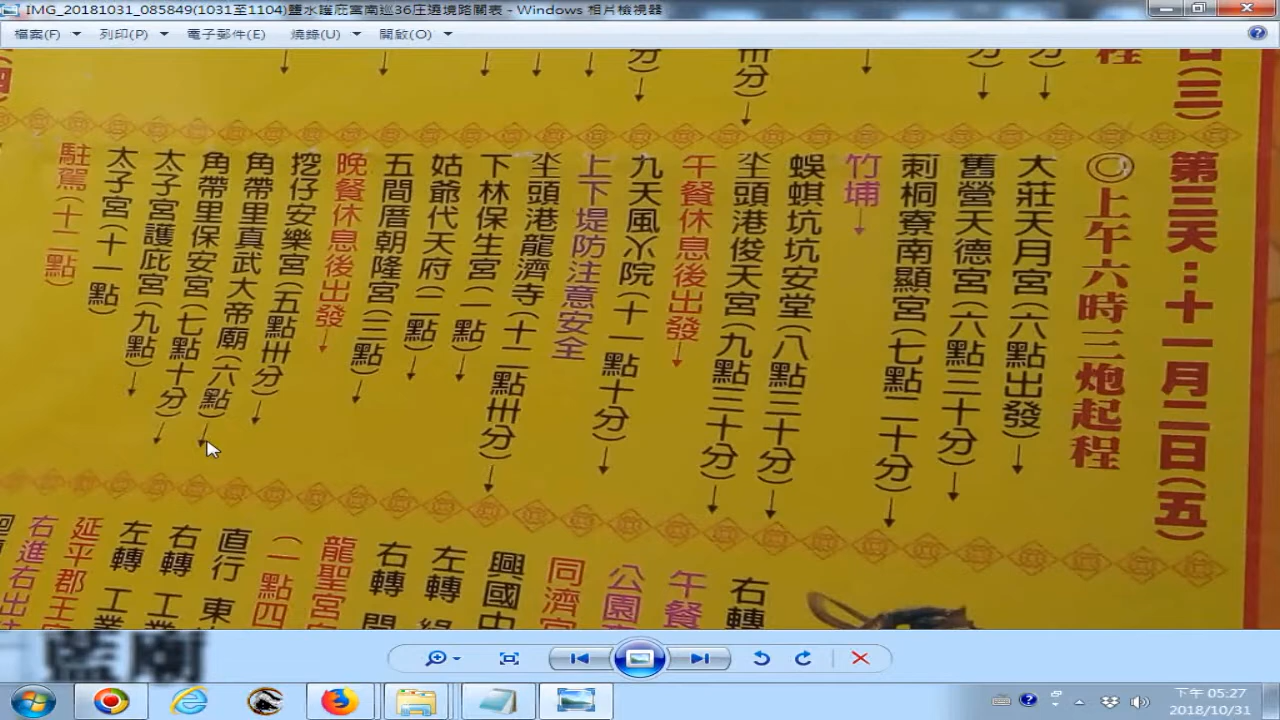 IMG_20181031_085849(1031至1104)鹽水護庇宮南巡36庄遶境路關表 - Windows 相片檢視器
檔案(F)
列印(P)
電子郵件(E)
燒錄(U)
開啟(O)
日(三)
程
分)
分)
卅分)
分)
第三天：十一月二日(五)
◎上午六時三炮起程
大莊天月宮(六點出發)
舊營天德宮(六點三十分)
刺桐寮南顯宮(七點二十分)
竹埔
蜈蜞坑坑安堂(八點二十分)
坔頭港俊天宮(九點三十分)
午餐休息後出發
九天風ㄚ院(十一點十分)
上下堤防注意安全
坔頭港龍濟寺(十二點卅分)
下林保生宮(一點)
姑爺代天府(二點)
五間厝朝隆宮(三點)
晚餐休息後出發
挖仔安樂宮(五點卅分)
角帶里真武大帝廟(六點)
角帶里保安宮(七點十分)
太子宮護庇宮(九點)
太子宮(十一點)
駐駕(十二點)
右轉
午餐
公園
同濟宮
興國中
左轉
右轉
龍聖宮
(一點四
直行 東
右轉 工業
左轉 工業
延平郡王
右進右出
下午 05:27
2018/10/31